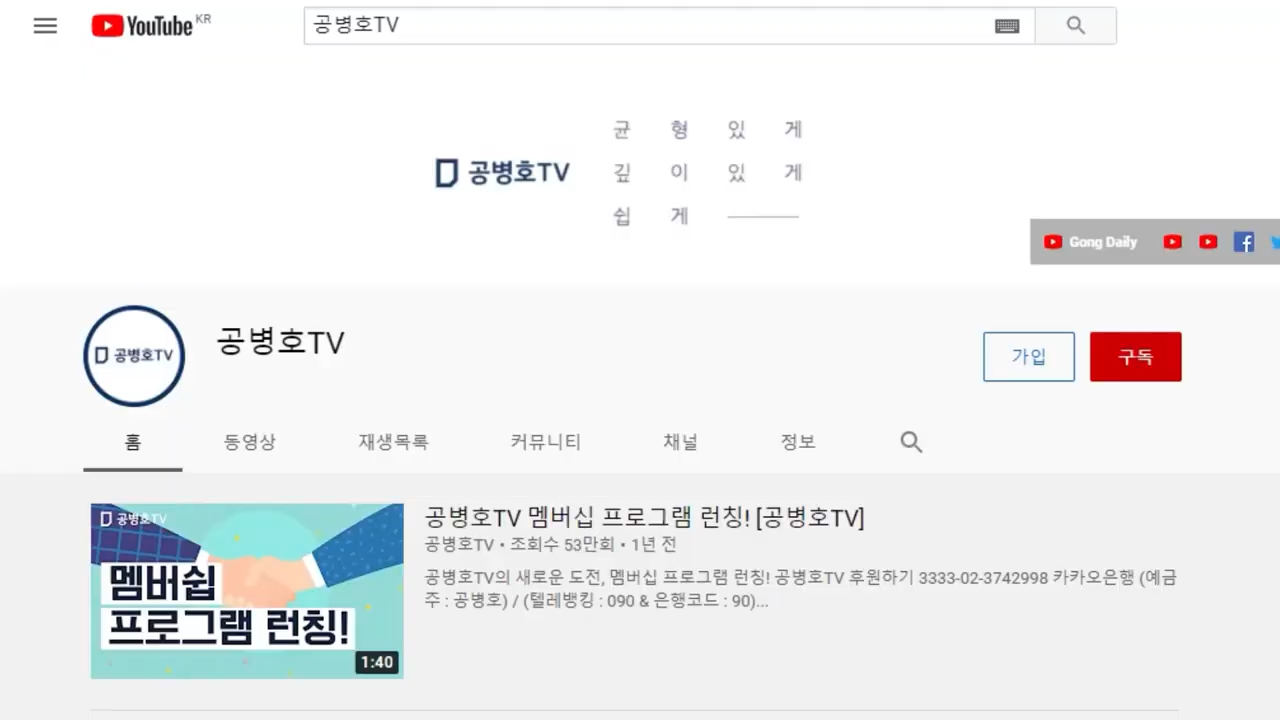 YouTube KR
공병호TV
균 형 있 게
공병호TV
깊 이 있 게
쉽 게
Gong Daily
공병호TV
공병호TV
가입
구독
홈
동영상
재생목록
커뮤니티
채널
정보
공병호TV
멤버쉽
프로그램 런칭!
1:40
공병호TV 멤버십 프로그램 런칭! [공병호TV]
공병호TV • 조회수 53만회 • 1년 전
공병호TV의 새로운 도전, 멤버십 프로그램 런칭! 공병호TV 후원하기 3333-02-3742998 카카오은행 (예금
주 : 공병호) / (텔레뱅킹 : 090 & 은행코드 : 90)...